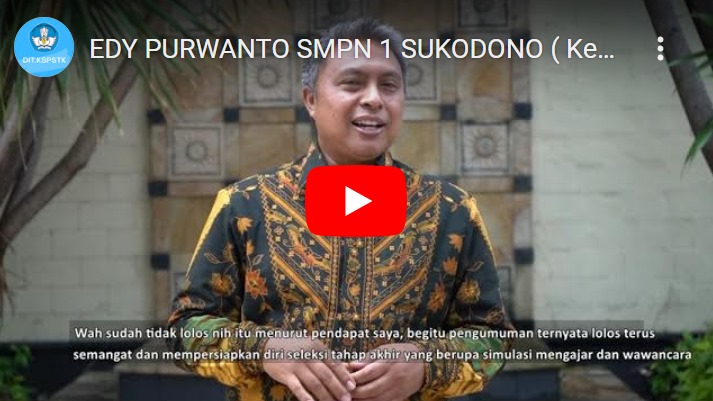 DIT.KSPSTK
EDY PURWANTO SMPN 1 SUKODONO ( Ke...
Wah sudah tidak lolos nih itu menurut pendapat saya, begitu pengumuman ternyata lolos terus
semangat dan mempersiapkan diri seleksi tahap akhir yang berupa simulasi mengajar dan wawancara